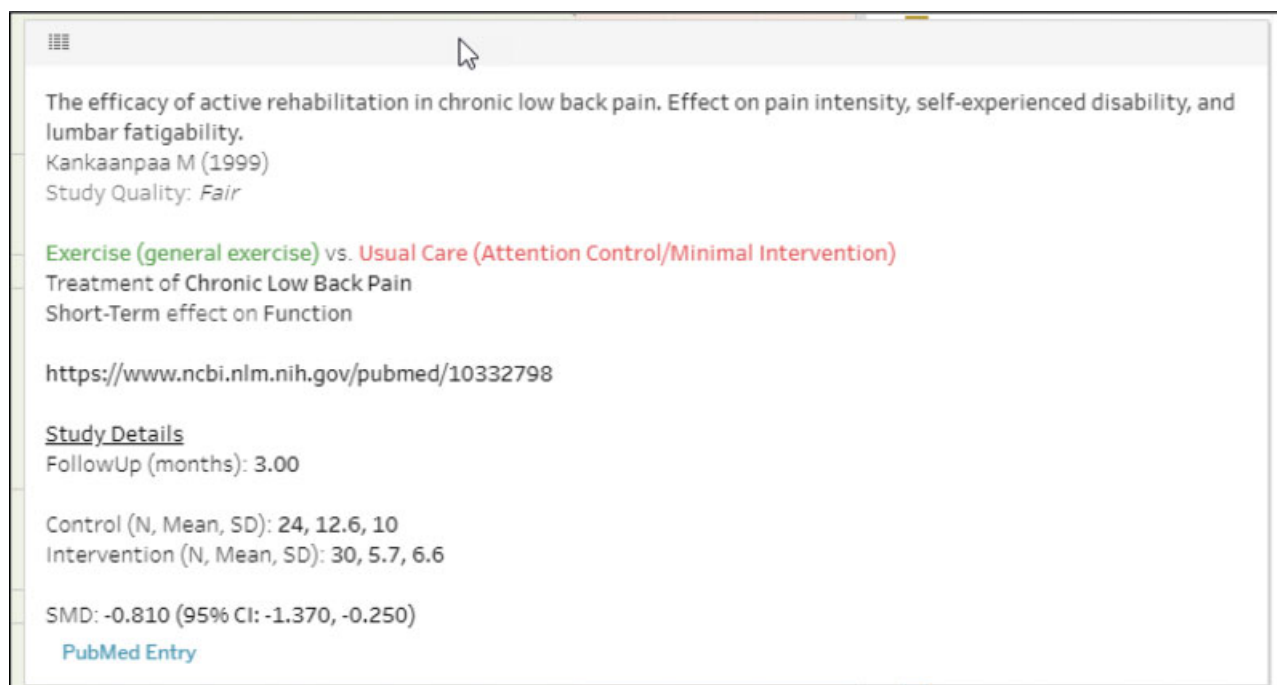 The efficacy of active rehabilitation in chronic low back pain. Effect on pain intensity, self-experienced disability, and
lumbar fatigability.
Kankaanpaa M (1999)
Study Quality: Fair
Exercise (general exercise) vs. Usual Care (Attention Control/Minimal Intervention)
Treatment of Chronic Low Back Pain
Short-Term effect on Function
https://www.ncbi.nlm.nih.gov/pubmed/10332798
Study Details
FollowUp (months): 3.00
Control (N, Mean, SD): 24, 12.6, 10
Intervention (N, Mean, SD): 30, 5.7, 6.6
SMD: -0.810 (95% CI: -1.370, -0.250)
PubMed Entry